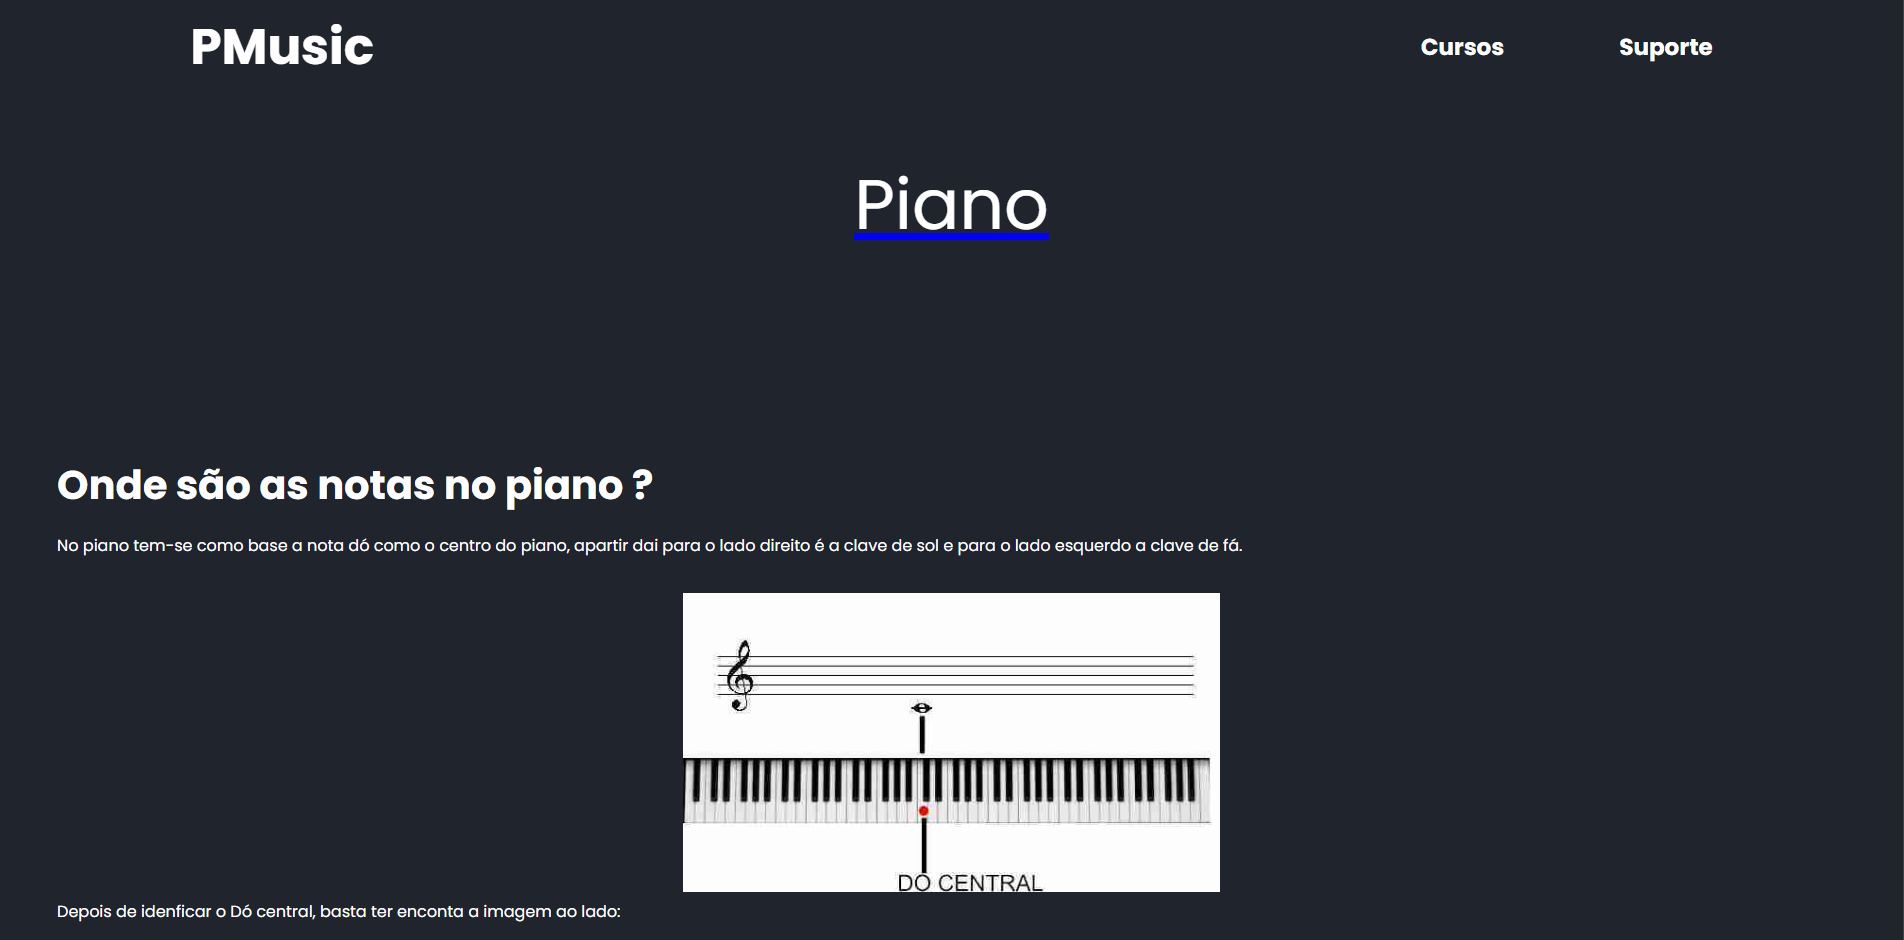 PMusic
Cursos
Suporte
Piano
Onde são as notas no piano ?
No piano tem-se como base a nota dó como o centro do piano, apartir dai para o lado direito é a clave de sol e para o lado esquerdo a clave de fá.
DÓ CENTRAL
Depois de idenficar o Dó central, basta ter enconta a imagem ao lado: